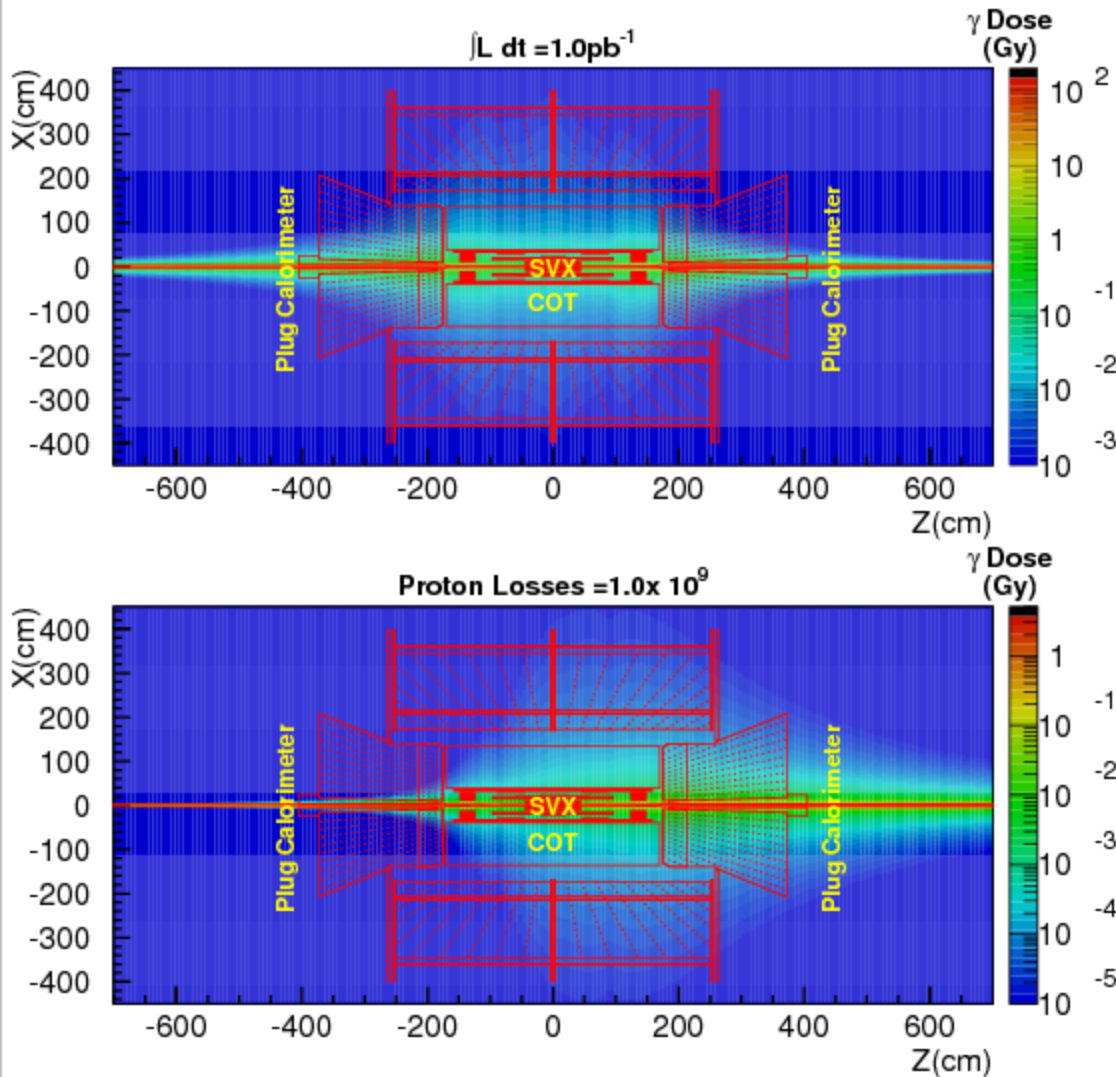 ∫L dt =1.0pb⁻¹
γ Dose
(Gy)
X(cm)
400
300
200
100
0
-100
-200
-300
-400
-600 -400 -200 0 200 400 600
Z(cm)
Plug Calorimeter
SVX
COT
Plug Calorimeter
10 2
10
1
10 -1
10 -2
10 -3
Proton Losses =1.0x 10⁹
γ Dose
(Gy)
X(cm)
400
300
200
100
0
-100
-200
-300
-400
-600 -400 -200 0 200 400 600
Z(cm)
Plug Calorimeter
SVX
COT
Plug Calorimeter
1
10 -1
10 -2
10 -3
10 -4
10 -5